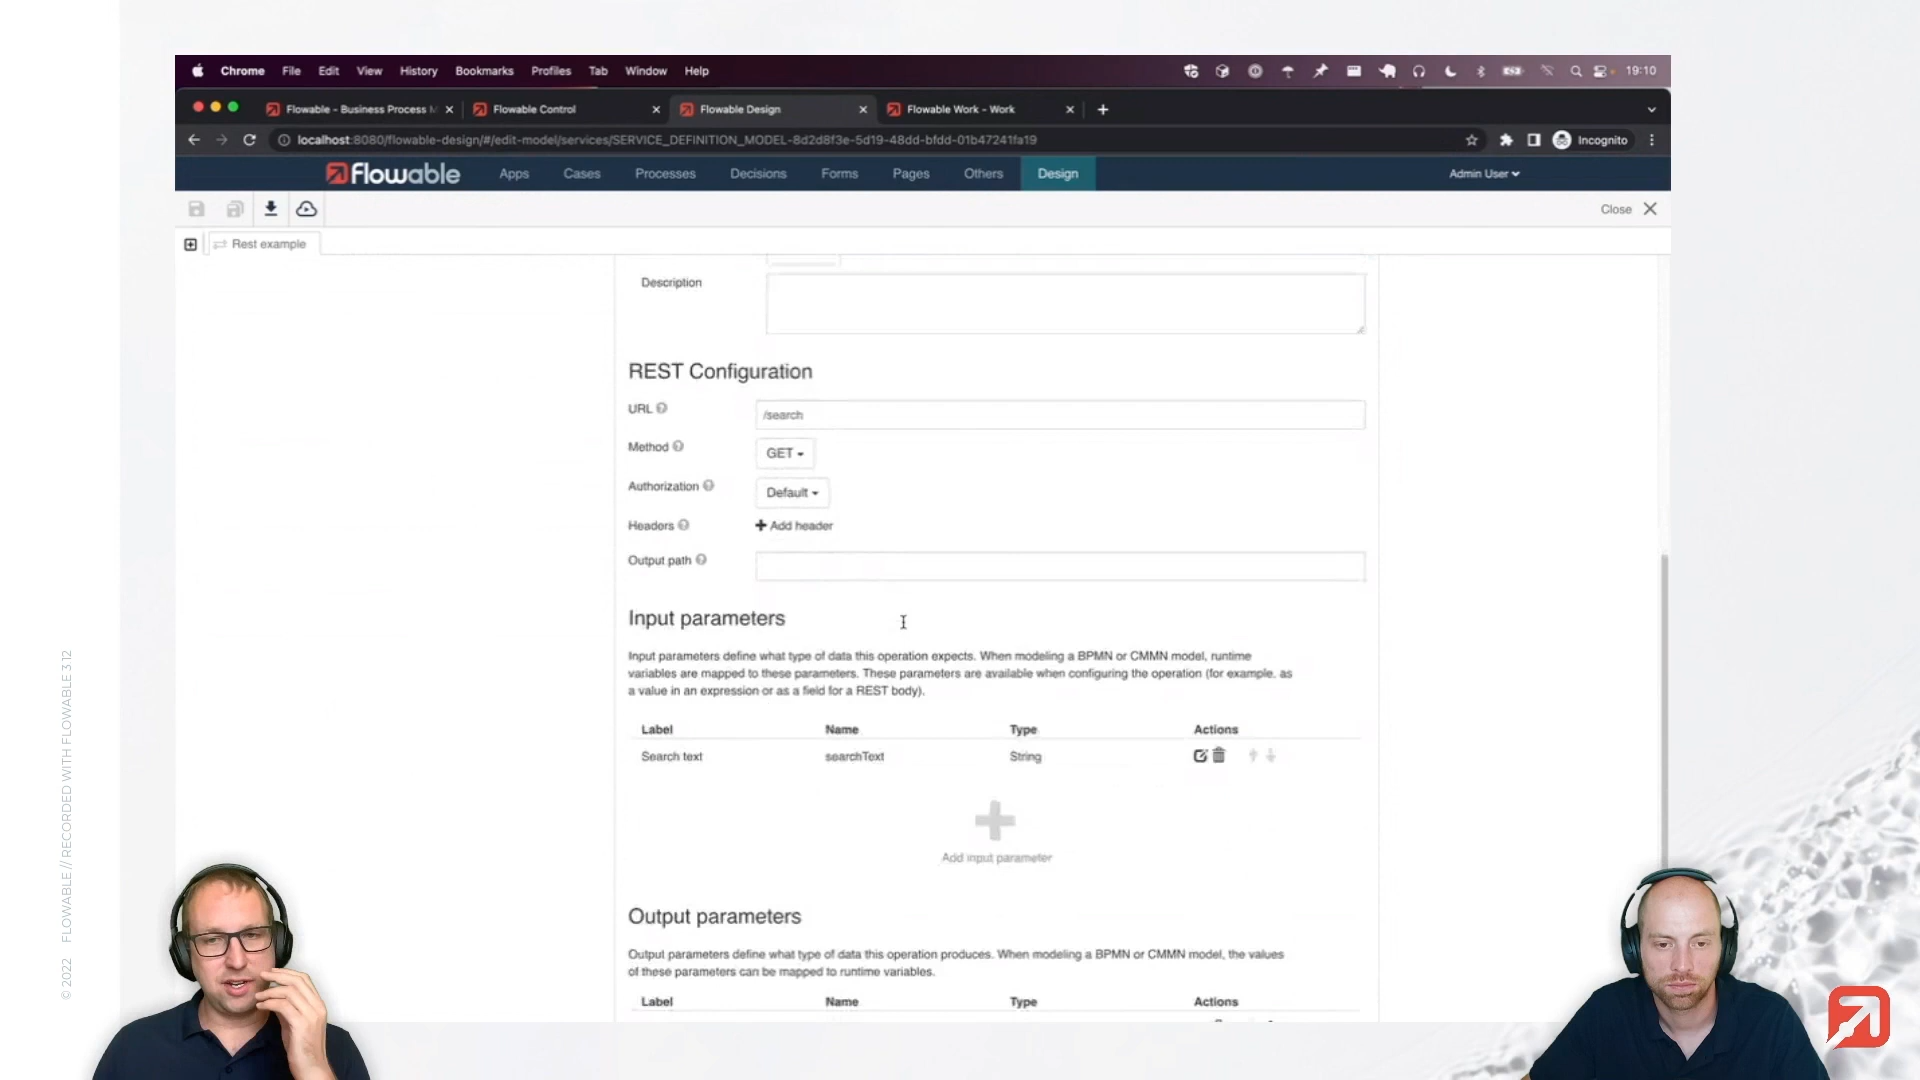 Chrome File Edit View History Bookmarks Profiles Tab Window Help
19:10
Flowable - Business Process M
Flowable Control
Flowable Design
Flowable Work - Work
localhost:8080/flowable-design/#/edit-model/services/SERVICE_DEFINITION_MODEL-8d2d8f3e-5d19-48dd-bfdd-01b47241fa19
Incognito
flowable
Apps Cases Processes Decisions Forms Pages Others Design
Admin User
Close
Rest example
Description
REST Configuration
URL
/search
Method
GET
Authorization
Default
Headers
Add header
Output path
Input parameters
Input parameters define what type of data this operation expects. When modeling a BPMN or CMMN model, runtime
variables are mapped to these parameters. These parameters are available when configuring the operation (for example, as
a value in an expression or as a field for a REST body).
Label Name Type Actions
Search text searchText String
Add input parameter
Output parameters
Output parameters define what type of data this operation produces. When modeling a BPMN or CMMN model, the values
of these parameters can be mapped to runtime variables.
Label Name Type Actions
© 2022 FLOWABLE // RECORDED WITH FLOWABLE 3.12